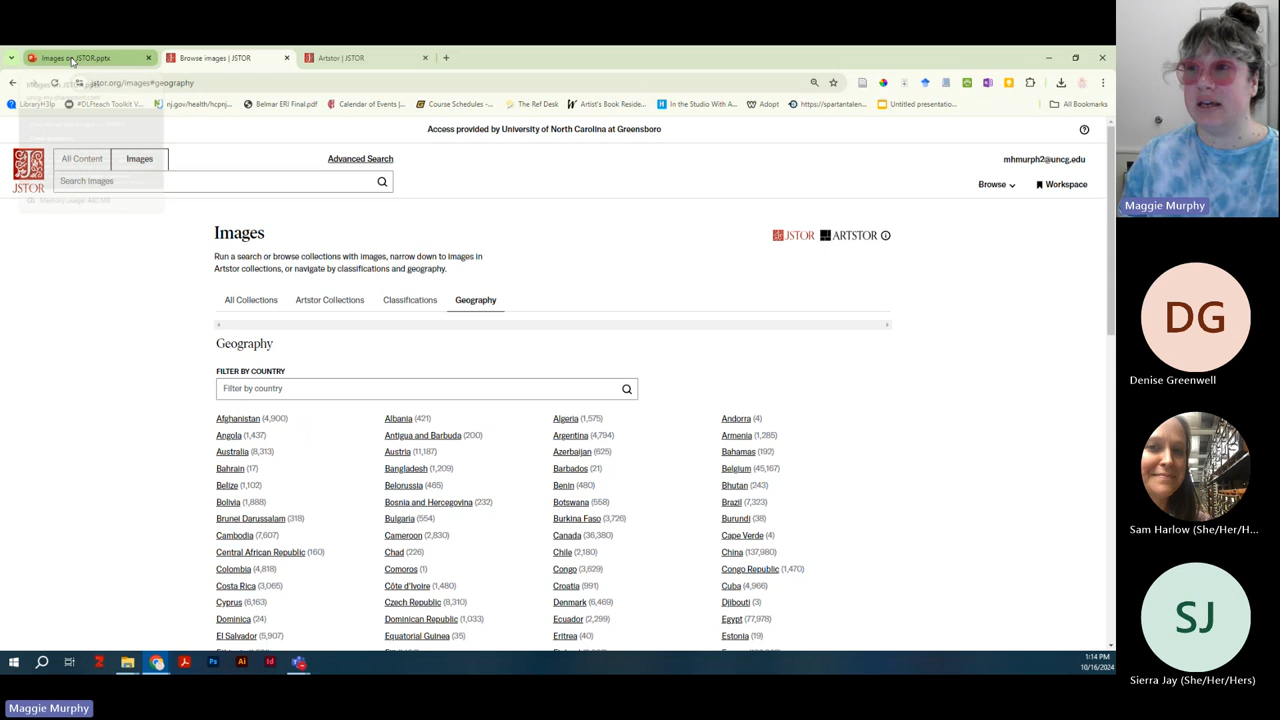 Images on JSTOR.pptx
Browse images | JSTOR
Artstor | JSTOR
jstor.org/images#geography
LibraryH3lp
#DLFteach Toolkit V...
nj.gov/health/hcpnj...
Belmar ERI Final.pdf
Calendar of Events...
Course Schedules -...
The Ref Desk
Artist's Book Reside...
In the Studio With A...
Adopt
https://spartantalen...
Untitled presentatio...
All Bookmarks
Access provided by University of North Carolina at Greensboro
JSTOR
All Content
Images
Advanced Search
Search Images
mhmurph2@uncg.edu
Browse
Workspace
Memory usage: 440 MB
Images
JSTOR
ARTSTOR
Run a search or browse collections with images, narrow down to images in
Artstor collections, or navigate by classifications and geography.
All Collections
Artstor Collections
Classifications
Geography
Geography
FILTER BY COUNTRY
Filter by country
Afghanistan (4,900) Albania (421) Algeria (1,575) Andorra (4)
Angola (1,437) Antigua and Barbuda (200) Argentina (4,794) Armenia (1,285)
Australia (8,313) Austria (11,187) Azerbaijan (625) Bahamas (192)
Bahrain (17) Bangladesh (1,209) Barbados (21) Belgium (45,167)
Belize (1,102) Belorussia (465) Benin (480) Bhutan (243)
Bolivia (1,888) Bosnia and Hercegovina (232) Botswana (558) Brazil (7,323)
Brunei Darussalam (318) Bulgaria (554) Burkina Faso (3,726) Burundi (38)
Cambodia (7,607) Cameroon (2,830) Canada (36,380) Cape Verde (4)
Central African Republic (160) Chad (226) Chile (2,180) China (137,980)
Colombia (4,818) Comoros (1) Congo (3,629) Congo Republic (1,470)
Costa Rica (3,065) Côte d'Ivoire (1,480) Croatia (991) Cuba (4,966)
Cyprus (6,163) Czech Republic (8,310) Denmark (6,469) Djibouti (3)
Dominica (24) Dominican Republic (1,033) Ecuador (2,299) Egypt (77,978)
El Salvador (5,907) Equatorial Guinea (35) Eritrea (40) Estonia (19)
1:14 PM
10/16/2024
Maggie Murphy
DG
Denise Greenwell
Sam Harlow (She/Her/H...
SJ
Sierra Jay (She/Her/Hers)
Maggie Murphy